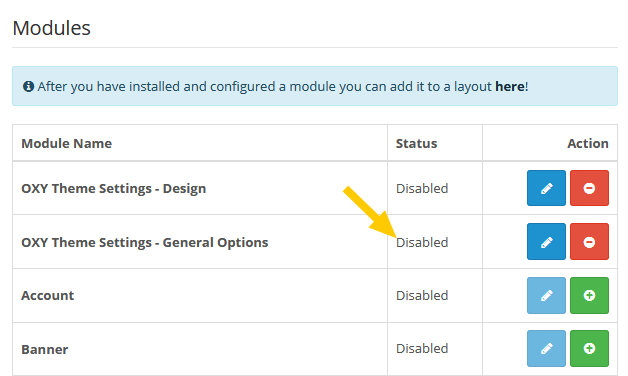 Modules
After you have installed and configured a module you can add it to a layout here!
Module Name Status Action
OXY Theme Settings - Design Disabled
OXY Theme Settings - General Options Disabled
Account Disabled
Banner Disabled